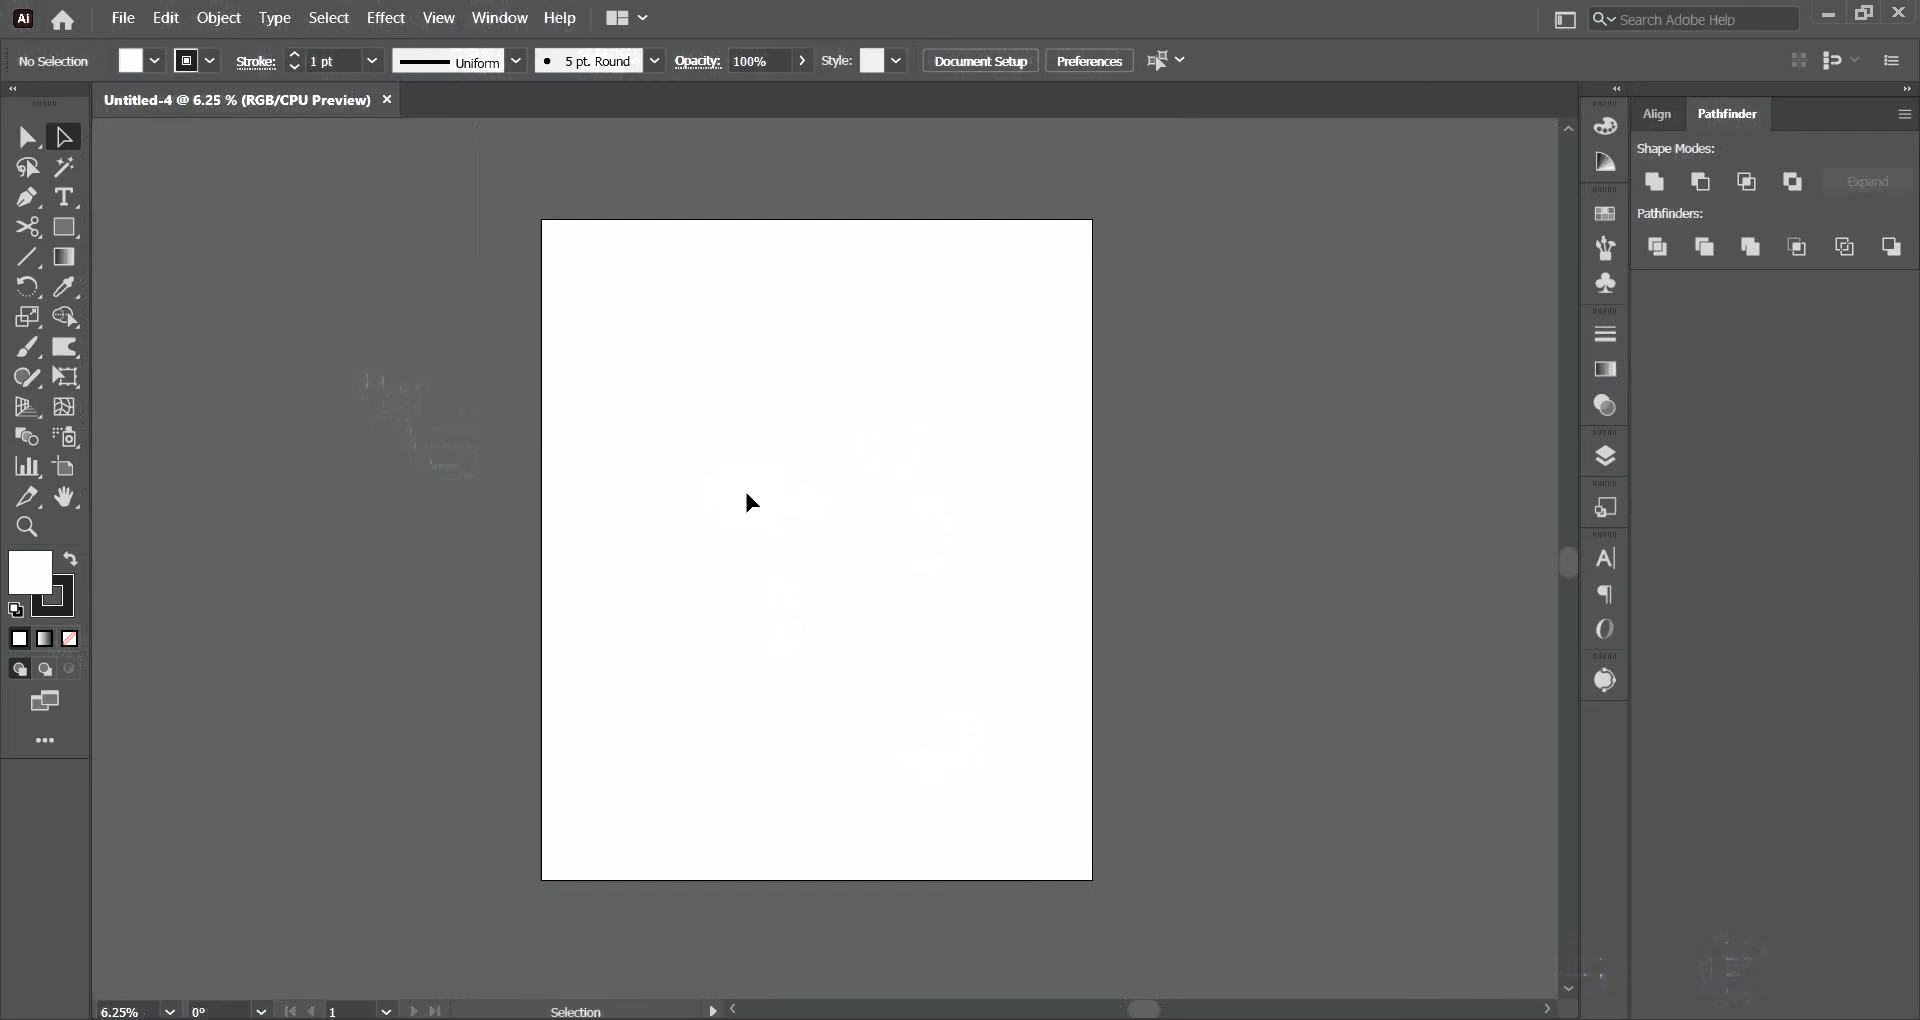 Ai File Edit Object Type Select Effect View Window Help Search Adobe Help
No Selection Stroke: 1 pt Uniform 5 pt. Round Opacity: 100% Style: Document Setup Preferences
Untitled-4 @ 6.25 % (RGB/CPU Preview)
Align Pathfinder
Shape Modes:
Expand
Pathfinders:
6.25% 0° 1 Selection